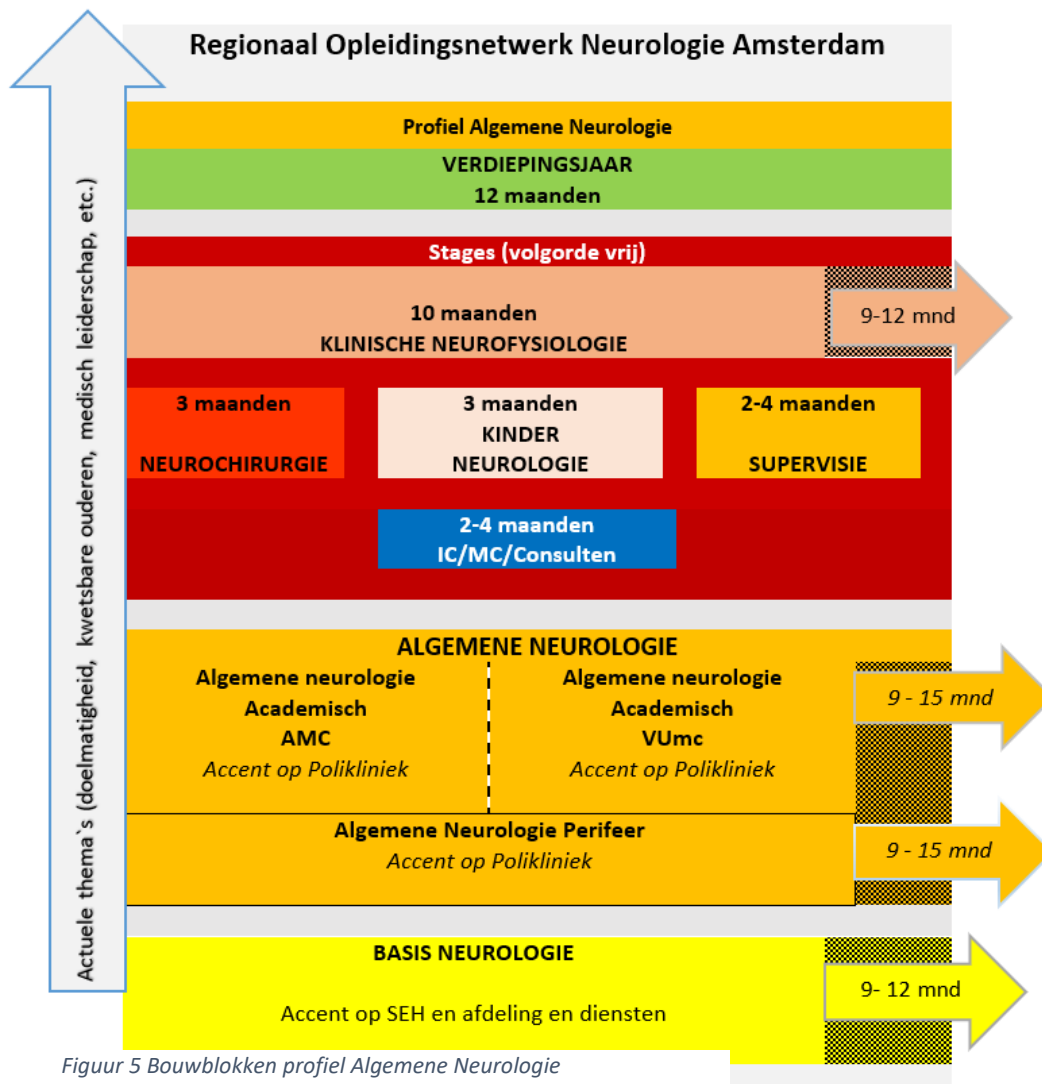 Regionaal Opleidingsnetwerk Neurologie Amsterdam
Actuele thema`s (doelmatigheid, kwetsbare ouderen, medisch leiderschap, etc.)
Profiel Algemene Neurologie
VERDIEPINGSJAAR
12 maanden
Stages (volgorde vrij)
10 maanden
KLINISCHE NEUROFYSIOLOGIE
9-12 mnd
3 maanden
NEUROCHIRURGIE
3 maanden
KINDER
NEUROLOGIE
2-4 maanden
SUPERVISIE
2-4 maanden
IC/MC/Consulten
ALGEMENE NEUROLOGIE
Algemene neurologie
Academisch
AMC
Accent op Polikliniek
Algemene neurologie
Academisch
VUmc
Accent op Polikliniek
9 - 15 mnd
Algemene Neurologie Perifeer
Accent op Polikliniek
9 - 15 mnd
BASIS NEUROLOGIE
Accent op SEH en afdeling en diensten
9- 12 mnd
Figuur 5 Bouwblokken profiel Algemene Neurologie